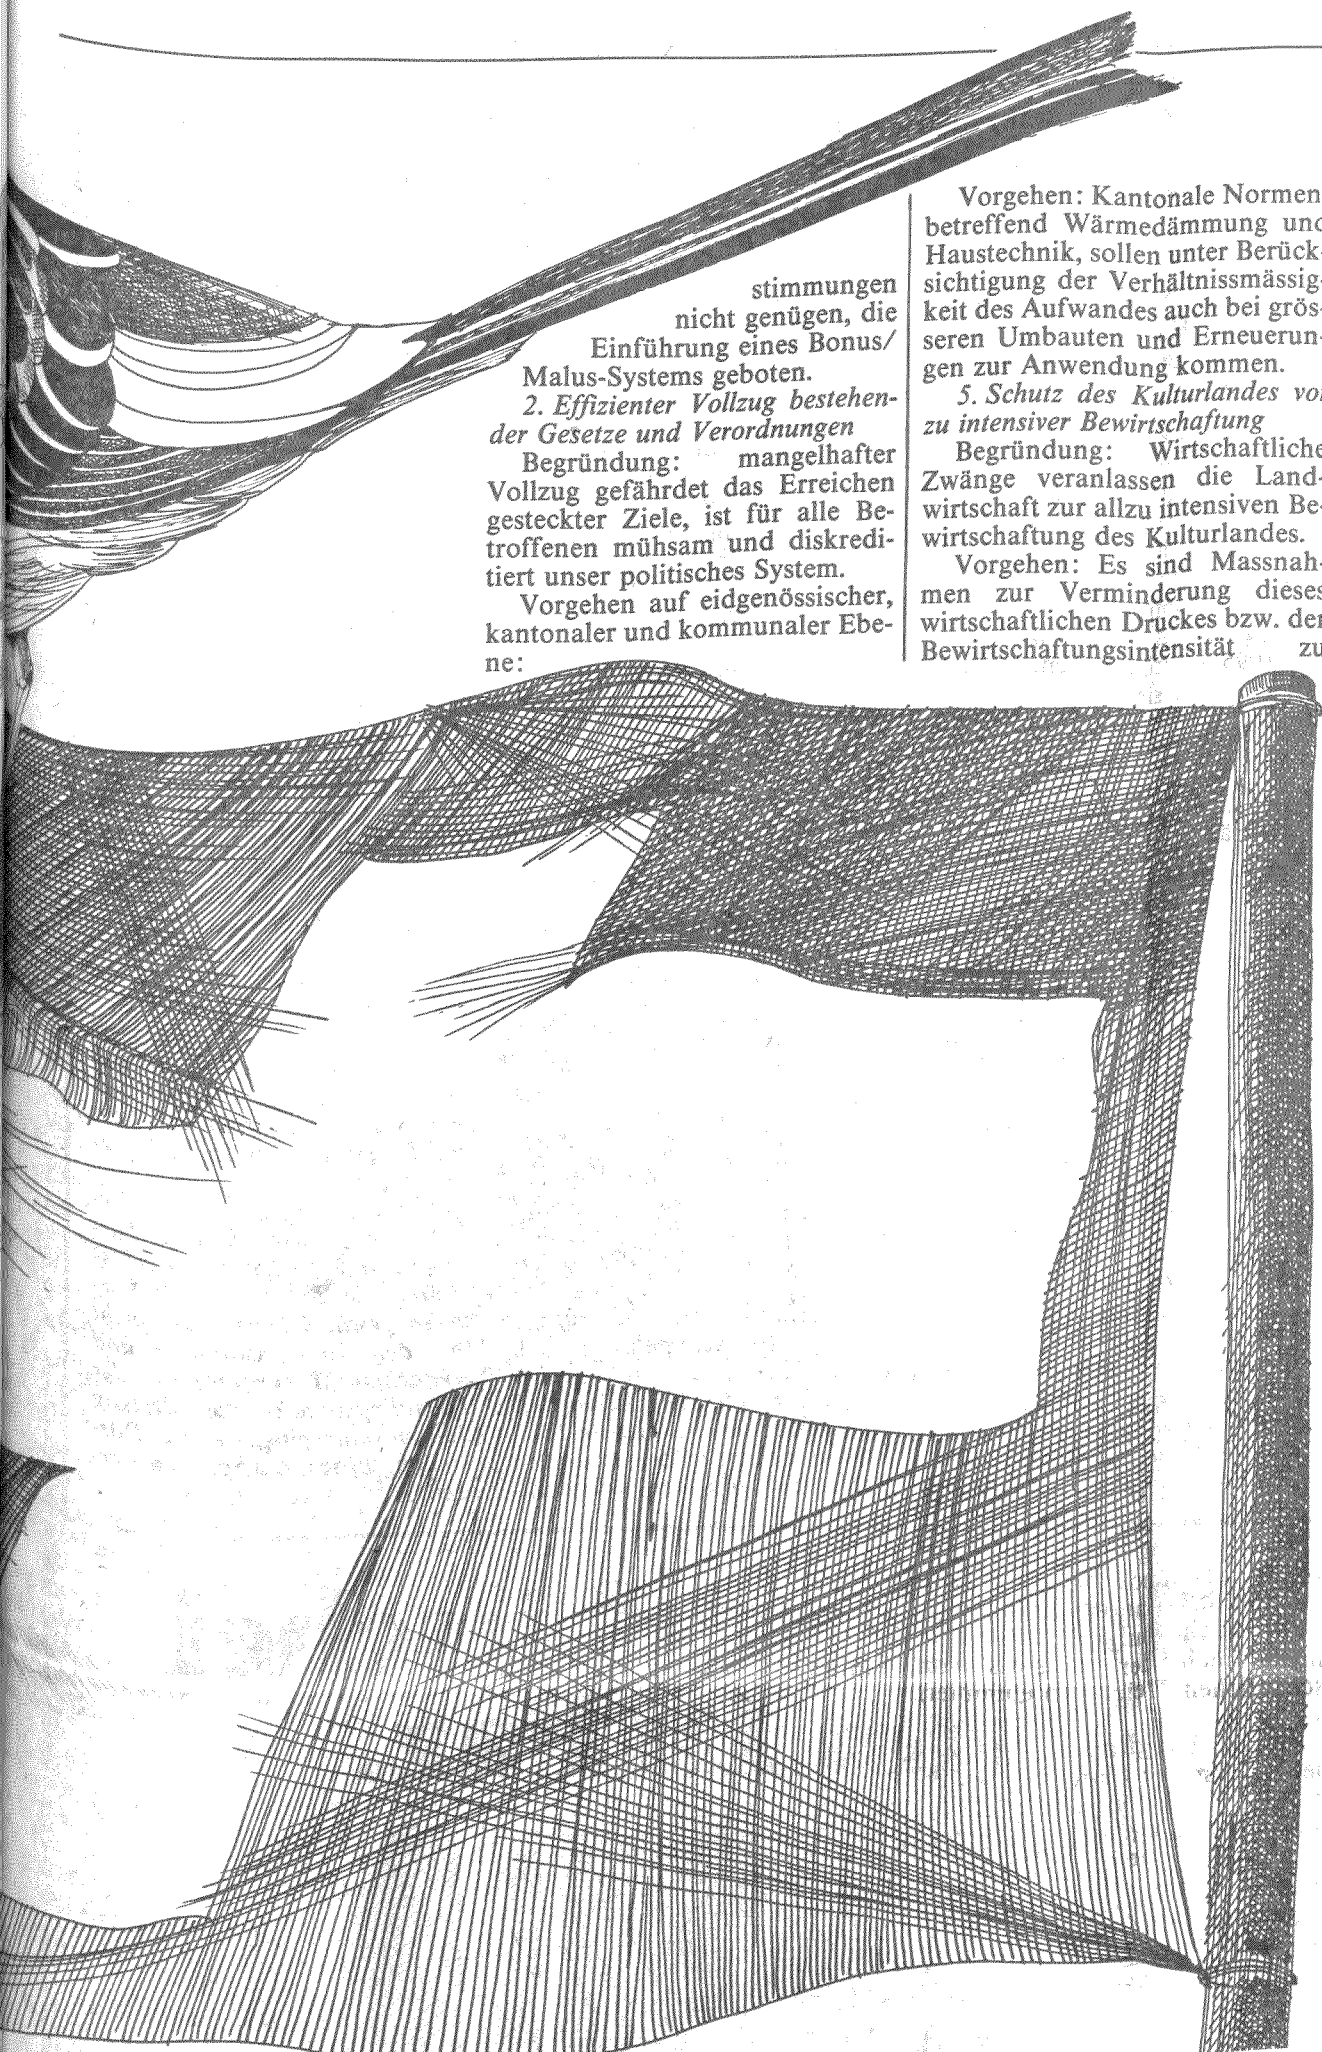 stimmungen
nicht genügen, die
Einführung eines Bonus/
Malus-Systems geboten.
2. Effizienter Vollzug bestehen-
der Gesetze und Verordnungen
Begründung: mangelhafter
Vollzug gefährdet das Erreichen
gesteckter Ziele, ist für alle Be-
troffenen mühsam und diskredi-
tiert unser politisches System.
Vorgehen auf eidgenössischer,
kantonaler und kommunaler Ebe-
ne:
Vorgehen: Kantonale Normen
betreffend Wärmedämmung und
Haustechnik, sollen unter Berück-
sichtigung der Verhältnissmässig-
keit des Aufwandes auch bei grös-
seren Umbauten und Erneuerun-
gen zur Anwendung kommen.
5. Schutz des Kulturlandes vor
zu intensiver Bewirtschaftung
Begründung: Wirtschaftliche
Zwänge veranlassen die Land-
wirtschaft zur allzu intensiven Be-
wirtschaftung des Kulturlandes.
Vorgehen: Es sind Massnah-
men zur Verminderung dieses
wirtschaftlichen Druckes bzw. der
Bewirtschaftungsintensität zu